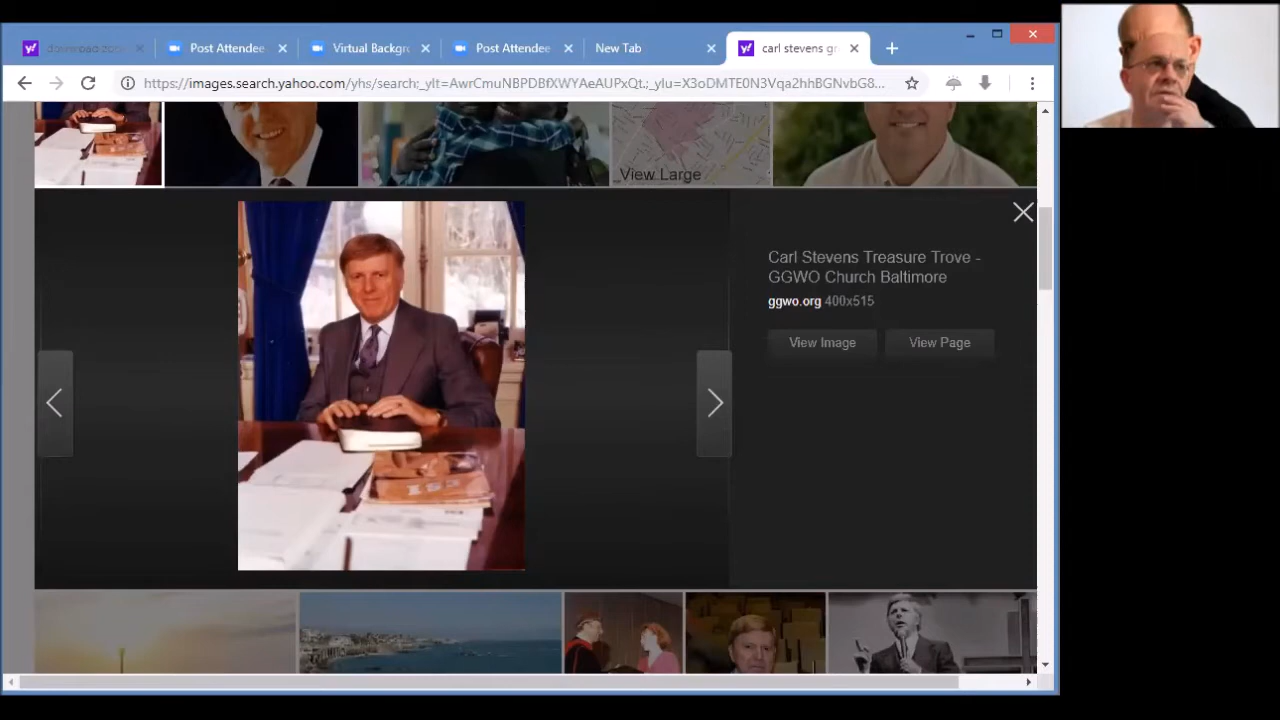 Post Attendee
Virtual Backgro
Post Attendee
New Tab
carl stevens gr
https://images.search.yahoo.com/yhs/search;_ylt=AwrCmuNBPDBfXWYAeAUPxQt.;_ylu=X3oDMTE0N3Vqa2hhBGNvbG8...
View Large
Carl Stevens Treasure Trove -
GGWO Church Baltimore
ggwo.org 400x515
View Image
View Page